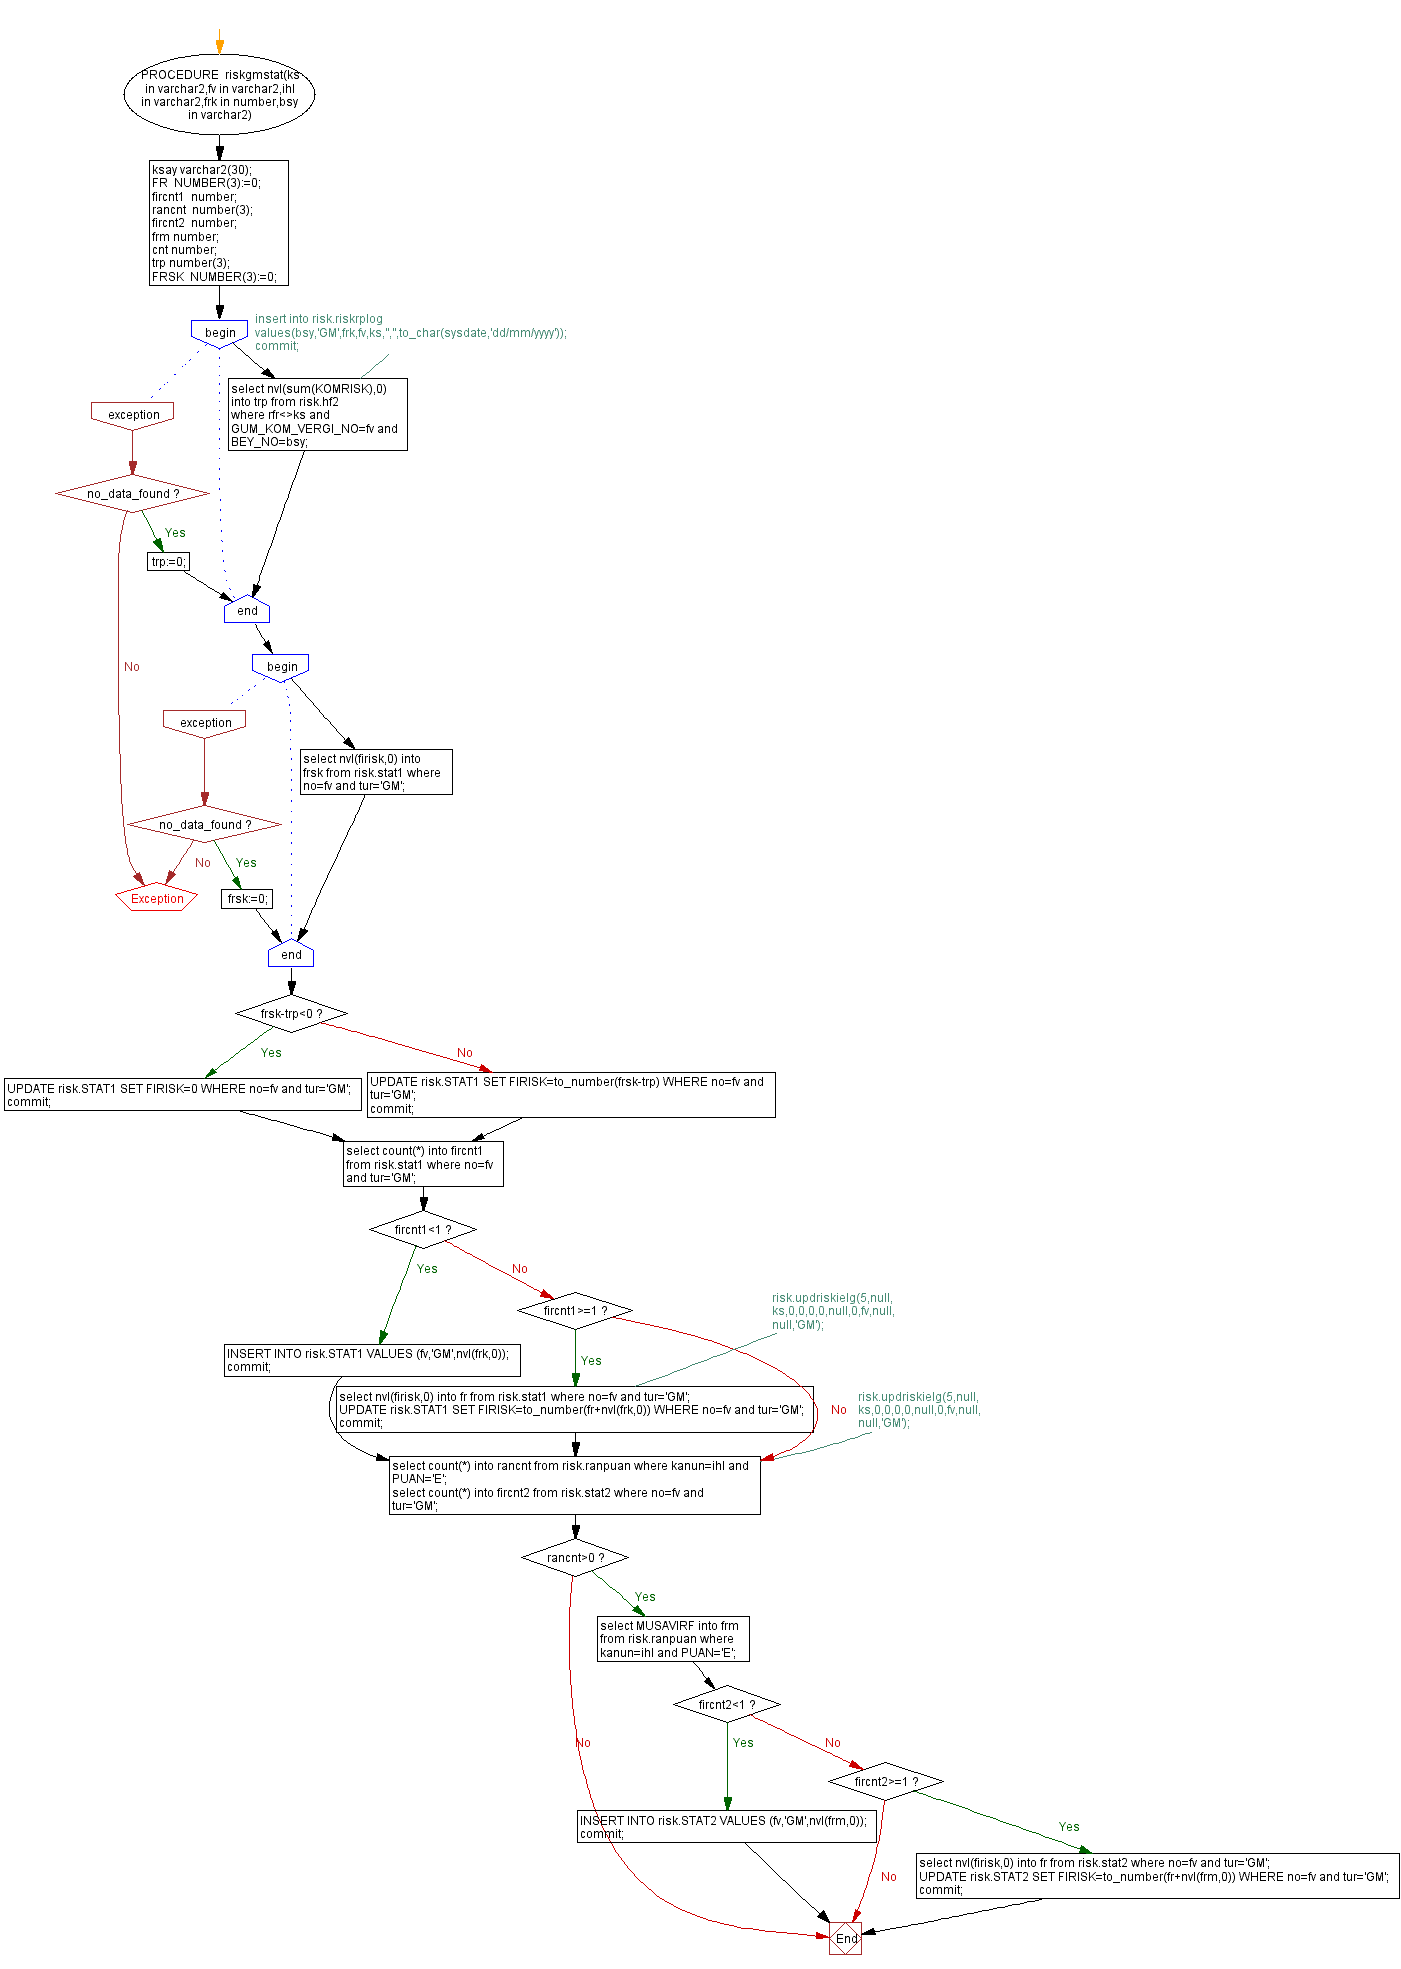 PROCEDURE  riskgmstat(ks
in varchar2,fv in varchar2,ihl
in varchar2,frk in number,bsy
in varchar2)
ksay varchar2(30);
FR  NUMBER(3):=0;
fircnt1  number;
rancnt  number(3);
fircnt2  number;
frm number;
cnt number;
trp number(3);
FRSK  NUMBER(3):=0;
begin
insert into risk.riskrplog
values(bsy,'GM',frk,fv,ks,'','',to_char(sysdate,'dd/mm/yyyy'));
commit;
select nvl(sum(KOMRISK),0)
into trp from risk.hf2
where rfr<>ks and
GUM_KOM_VERGI_NO=fv and
BEY_NO=bsy;
exception
no_data_found ?
Yes
trp:=0;
end
No
begin
exception
select nvl(firisk,0) into
frsk from risk.stat1 where
no=fv and tur='GM';
no_data_found ?
No
Yes
Exception
frsk:=0;
end
frsk-trp<0 ?
Yes
No
UPDATE risk.STAT1 SET FIRISK=0 WHERE no=fv and tur='GM';
commit;
UPDATE risk.STAT1 SET FIRISK=to_number(frsk-trp) WHERE no=fv and
tur='GM';
commit;
select count(*) into fircnt1
from risk.stat1 where no=fv
and tur='GM';
fircnt1<1 ?
Yes
No
fircnt1>=1 ?
risk.updriskielg(5,null,
ks,0,0,0,0,null,0,fv,null,
null,'GM');
INSERT INTO risk.STAT1 VALUES (fv,'GM',nvl(frk,0));
commit;
Yes
select nvl(firisk,0) into fr from risk.stat1 where no=fv and tur='GM';
UPDATE risk.STAT1 SET FIRISK=to_number(fr+nvl(frk,0)) WHERE no=fv and tur='GM';
commit;
No
risk.updriskielg(5,null,
ks,0,0,0,0,null,0,fv,null,
null,'GM');
select count(*) into rancnt from risk.ranpuan where kanun=ihl and
PUAN='E';
select count(*) into fircnt2 from risk.stat2 where no=fv and
tur='GM';
rancnt>0 ?
Yes
select MUSAVIRF into frm
from risk.ranpuan where
kanun=ihl and PUAN='E';
fircnt2<1 ?
No
Yes
No
fircnt2>=1 ?
INSERT INTO risk.STAT2 VALUES (fv,'GM',nvl(frm,0));
commit;
Yes
select nvl(firisk,0) into fr from risk.stat2 where no=fv and tur='GM';
UPDATE risk.STAT2 SET FIRISK=to_number(fr+nvl(frm,0)) WHERE no=fv and tur='GM';
commit;
No
End